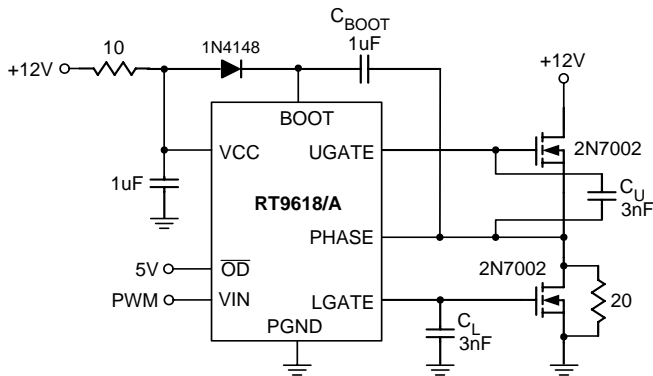 C_BOOT
1uF
10
1N4148
+12V
+12V
BOOT
VCC
UGATE
2N7002
1uF
RT9618/A
C_U
3nF
PHASE
5V
O̅D̅
2N7002
PWM
VIN
LGATE
20
PGND
C_L
3nF